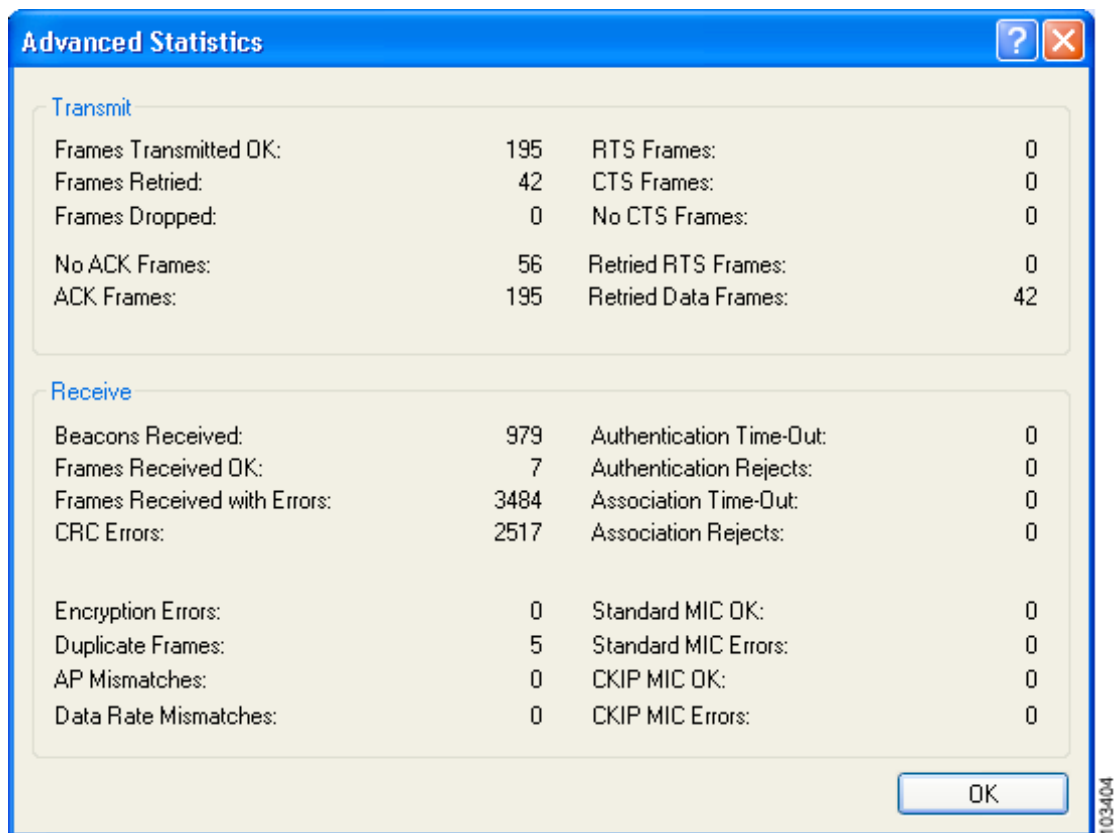 Advanced Statistics
?
Transmit
Frames Transmitted OK: 195 RTS Frames: 0
Frames Retried: 42 CTS Frames: 0
Frames Dropped: 0 No CTS Frames: 0
No ACK Frames: 56 Retried RTS Frames: 0
ACK Frames: 195 Retried Data Frames: 42
Receive
Beacons Received: 979 Authentication Time-Out: 0
Frames Received OK: 7 Authentication Rejects: 0
Frames Received with Errors: 3484 Association Time-Out: 0
CRC Errors: 2517 Association Rejects: 0
Encryption Errors: 0 Standard MIC OK: 0
Duplicate Frames: 5 Standard MIC Errors: 0
AP Mismatches: 0 CKIP MIC OK: 0
Data Rate Mismatches: 0 CKIP MIC Errors: 0
OK
103404